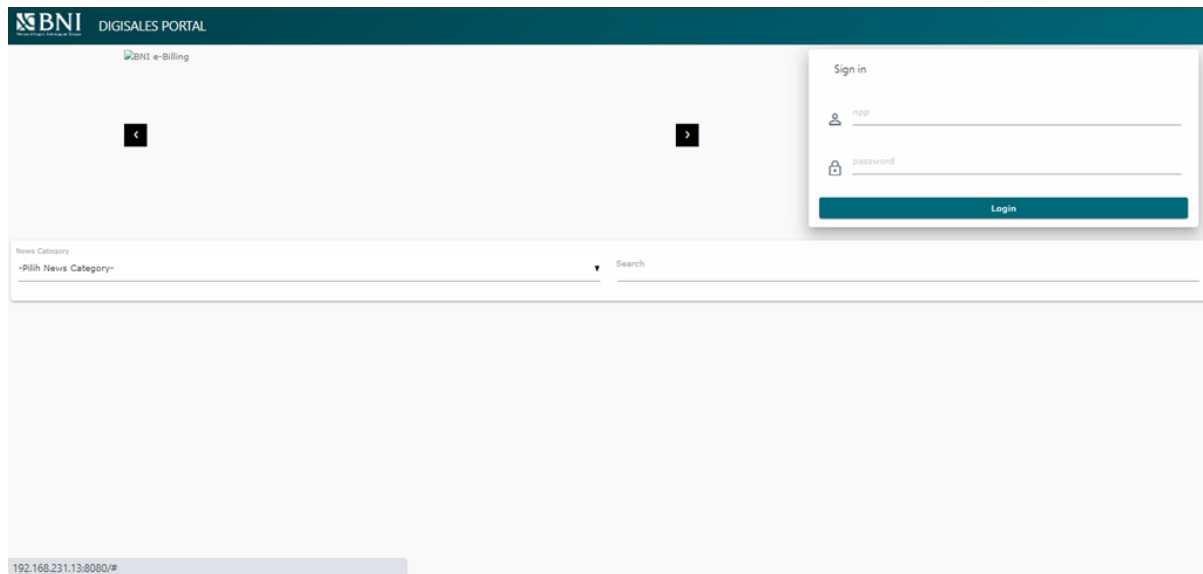 BNI
DIGISALES PORTAL
BNI e-Billing
Sign in
npp
password
Login
News Category
-Pilih News Category-
Search
192.168.231.13:8080/#